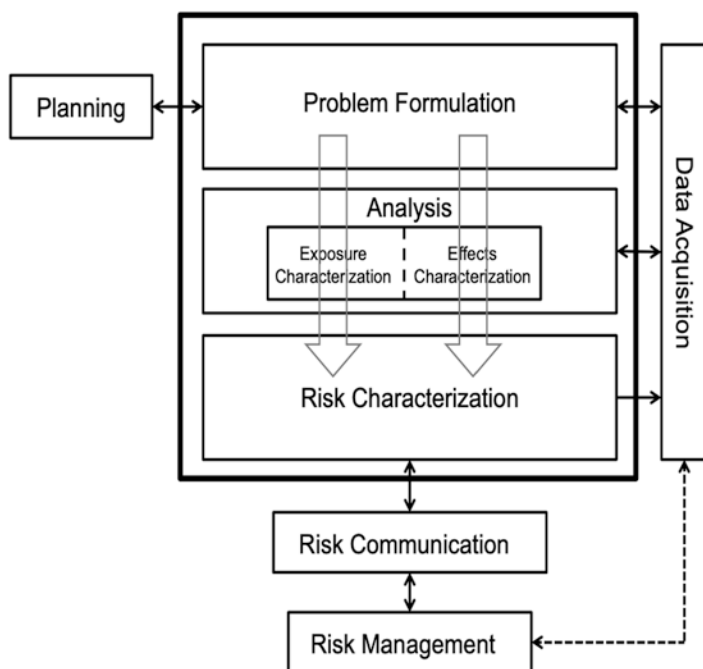 Problem Formulation
Planning
Data Acquisition
Analysis
Exposure
Characterization
Effects
Characterization
Risk Characterization
Risk Communication
Risk Management